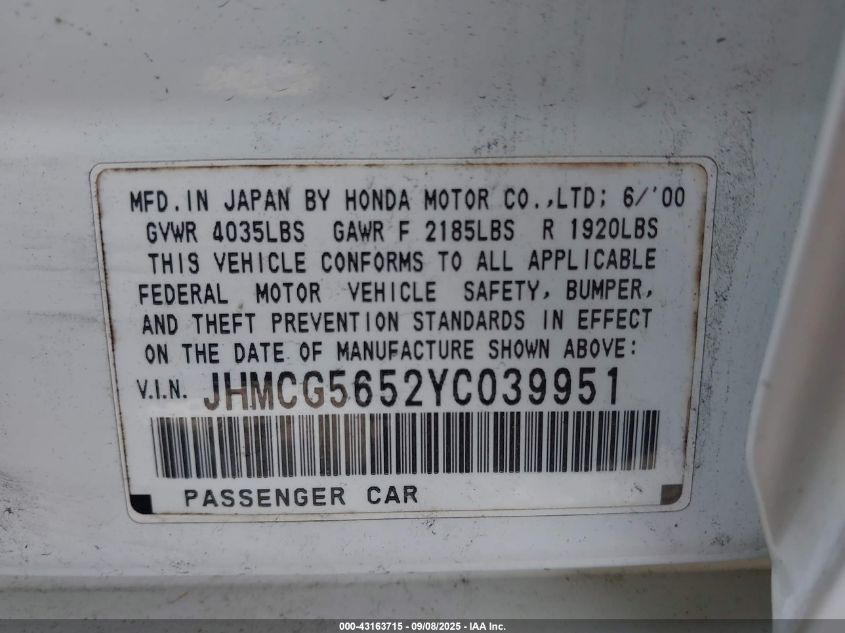 MFD.IN JAPAN BY HONDA MOTOR CO.,LTD; 6/'00
GVWR 4035LBS GAWR F 2185LBS R 1920LBS
THIS VEHICLE CONFORMS TO ALL APPLICABLE
FEDERAL MOTOR VEHICLE SAFETY, BUMPER,
AND THEFT PREVENTION STANDARDS IN EFFECT
ON THE DATE OF MANUFACTURE SHOWN ABOVE:
V.I.N. JHMCG5652YC039951
PASSENGER CAR
000-43163715 - 09/08/2025 - IAA Inc.